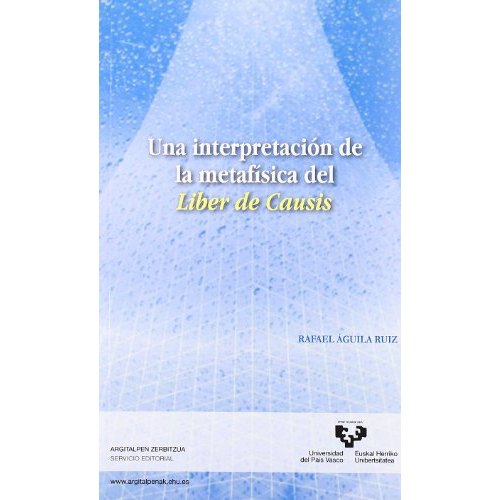 Una interpretación de
la metafísica del
Liber de Causis
RAFAEL ÁGUILA RUIZ
ARGITALPEN ZERBITZUA
SERVICIO EDITORIAL
www.argitalpenak.ehu.es
Universidad
del País Vasco
Euskal Herriko
Unibertsitatea